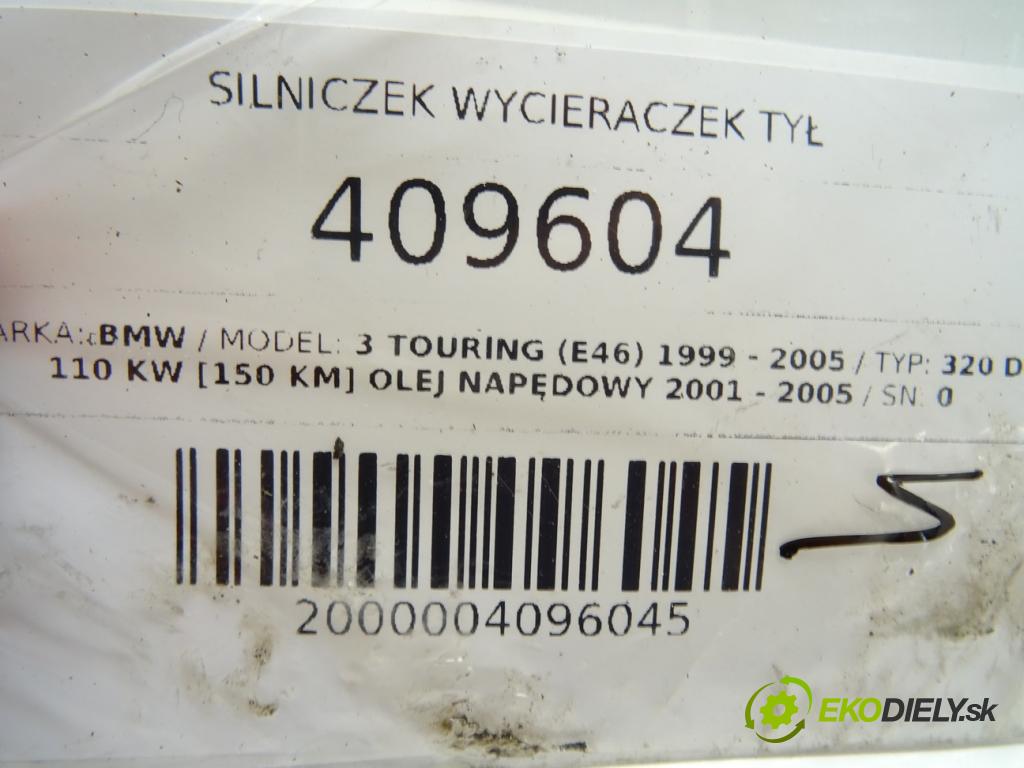 SILNICZEK WYCIERACZEK TYŁ
409604
ARKA: BMW / MODEL: 3 TOURING (E46) 1999 - 2005 / TYP: 320 D
110 KW [150 KM] OLEJ NAPĘDOWY 2001 - 2005 / SN: 0
2000004096045
EKODIELY.sk